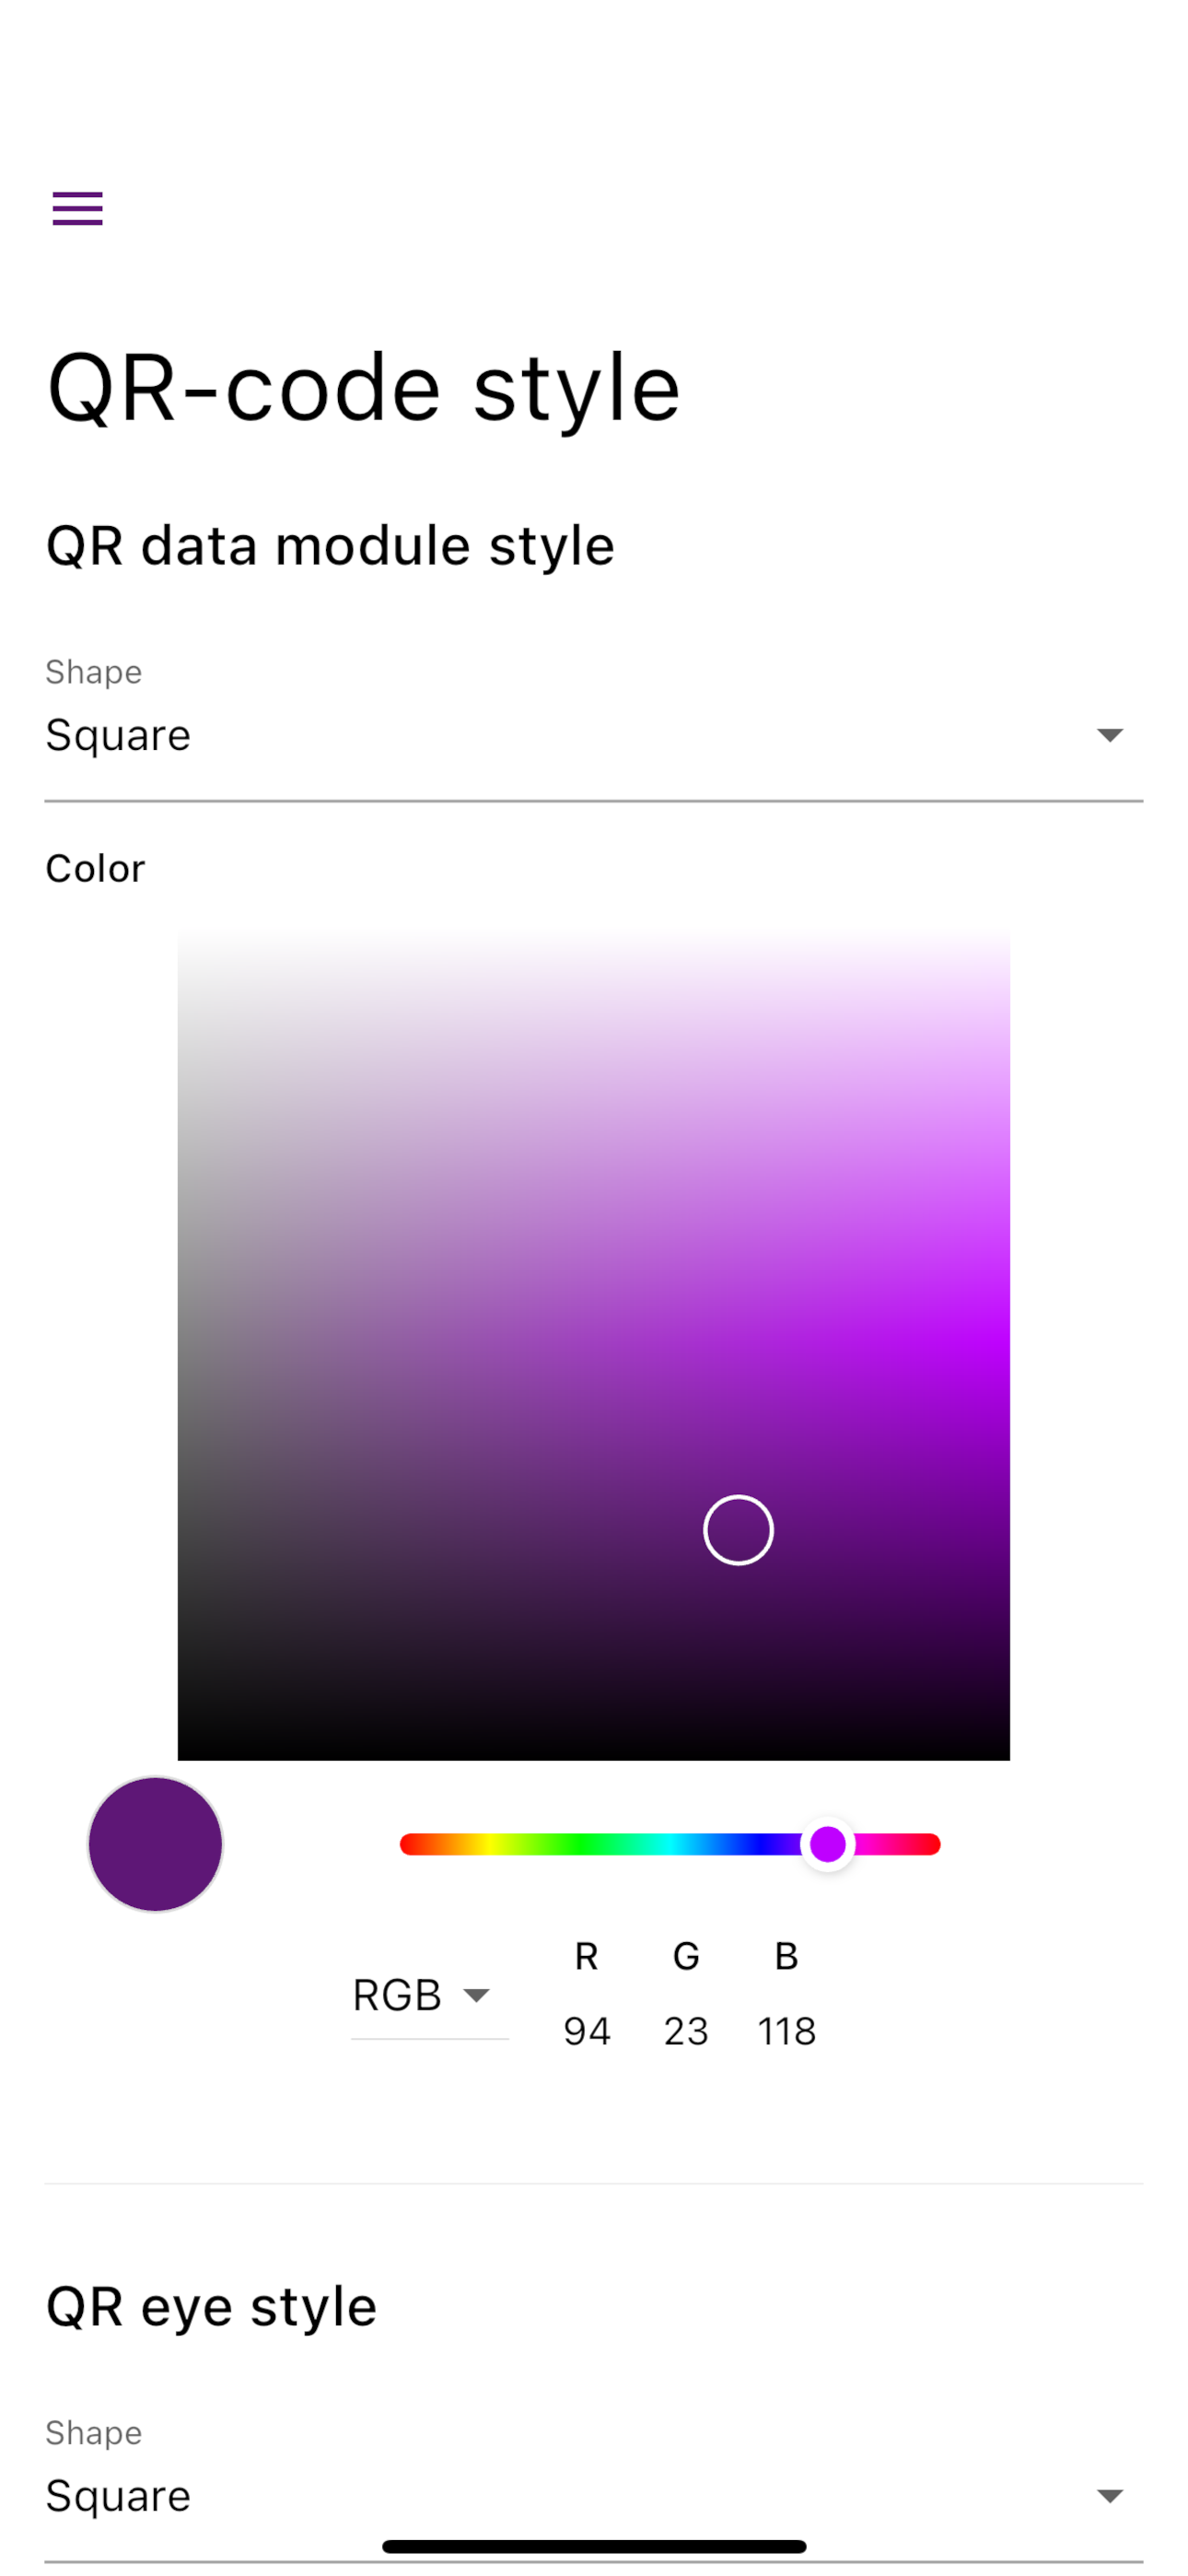 QR-code style
QR data module style
Shape
Square
Color
RGB
R G B
94 23 118
QR eye style
Shape
Square